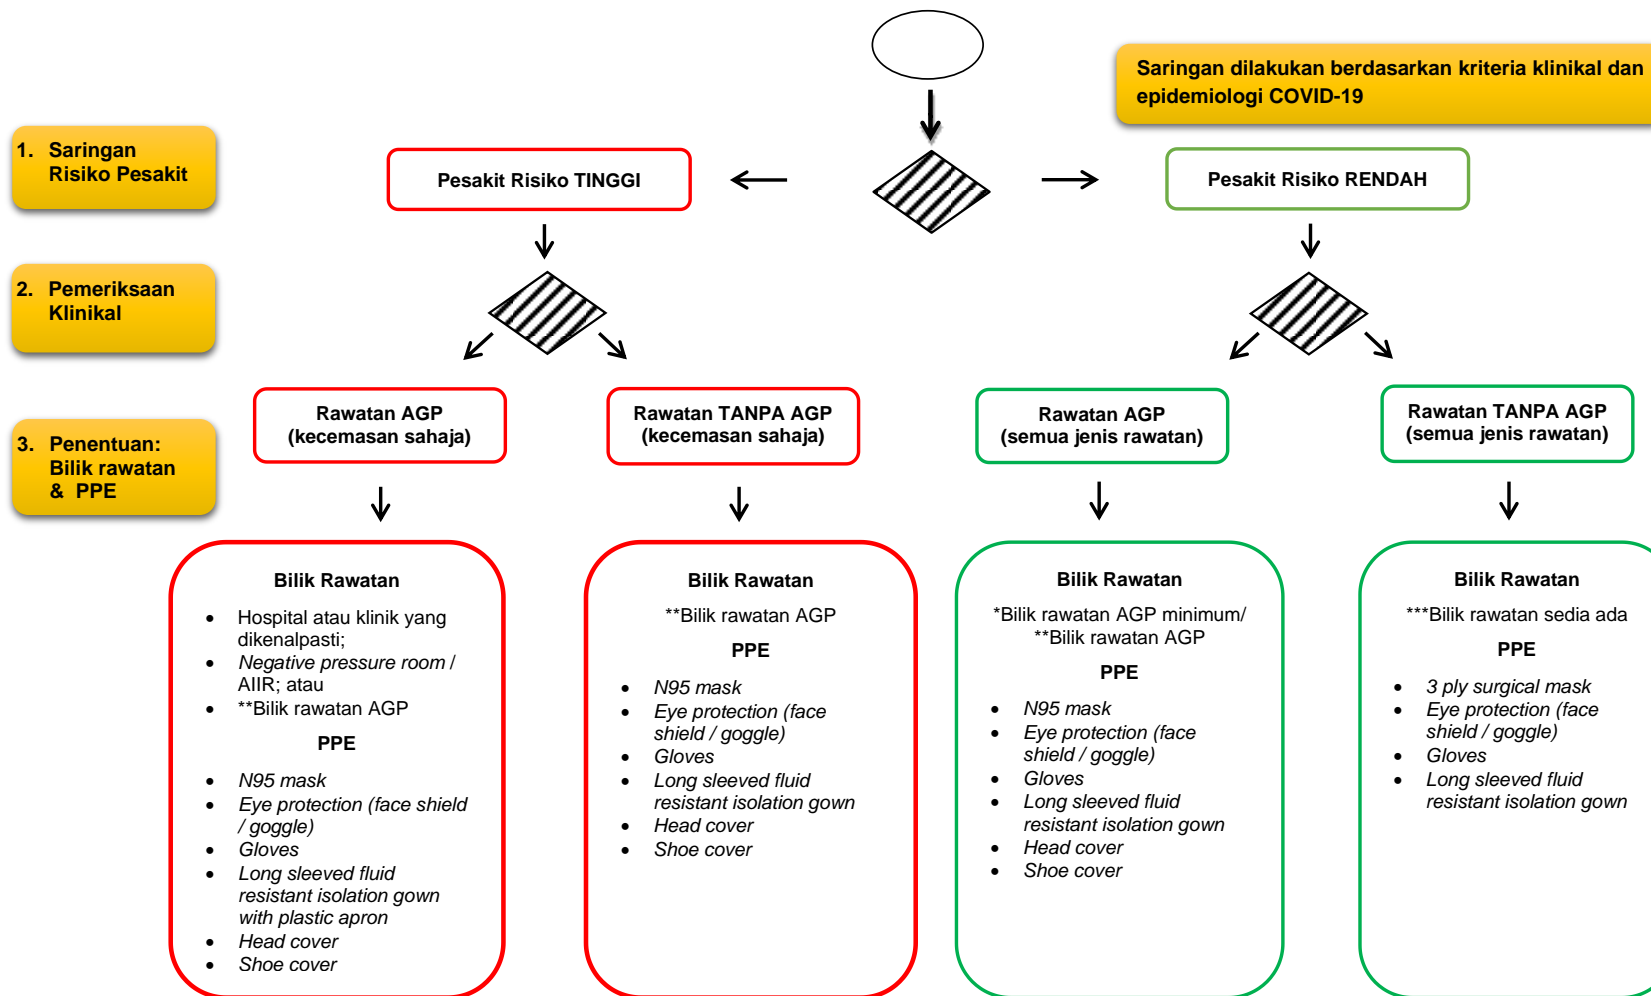 Saringan dilakukan berdasarkan kriteria klinikal dan
epidemiologi COVID-19
1. Saringan
Risiko Pesakit
Pesakit Risiko TINGGI
Pesakit Risiko RENDAH
2. Pemeriksaan
Klinikal
3. Penentuan:
Bilik rawatan
& PPE
Rawatan AGP
(kecemasan sahaja)
Rawatan TANPA AGP
(kecemasan sahaja)
Rawatan AGP
(semua jenis rawatan)
Rawatan TANPA AGP
(semua jenis rawatan)
Bilik Rawatan
• Hospital atau klinik yang
dikenalpasti;
• Negative pressure room /
AIIR; atau
• **Bilik rawatan AGP
PPE
• N95 mask
• Eye protection (face shield
/ goggle)
• Gloves
• Long sleeved fluid
resistant isolation gown
with plastic apron
• Head cover
• Shoe cover
Bilik Rawatan
**Bilik rawatan AGP
PPE
• N95 mask
• Eye protection (face
shield / goggle)
• Gloves
• Long sleeved fluid
resistant isolation gown
• Head cover
• Shoe cover
Bilik Rawatan
*Bilik rawatan AGP minimum/
**Bilik rawatan AGP
PPE
• N95 mask
• Eye protection (face
shield / goggle)
• Gloves
• Long sleeved fluid
resistant isolation gown
• Head cover
• Shoe cover
Bilik Rawatan
***Bilik rawatan sedia ada
PPE
• 3 ply surgical mask
• Eye protection (face
shield / goggle)
• Gloves
• Long sleeved fluid
resistant isolation gown